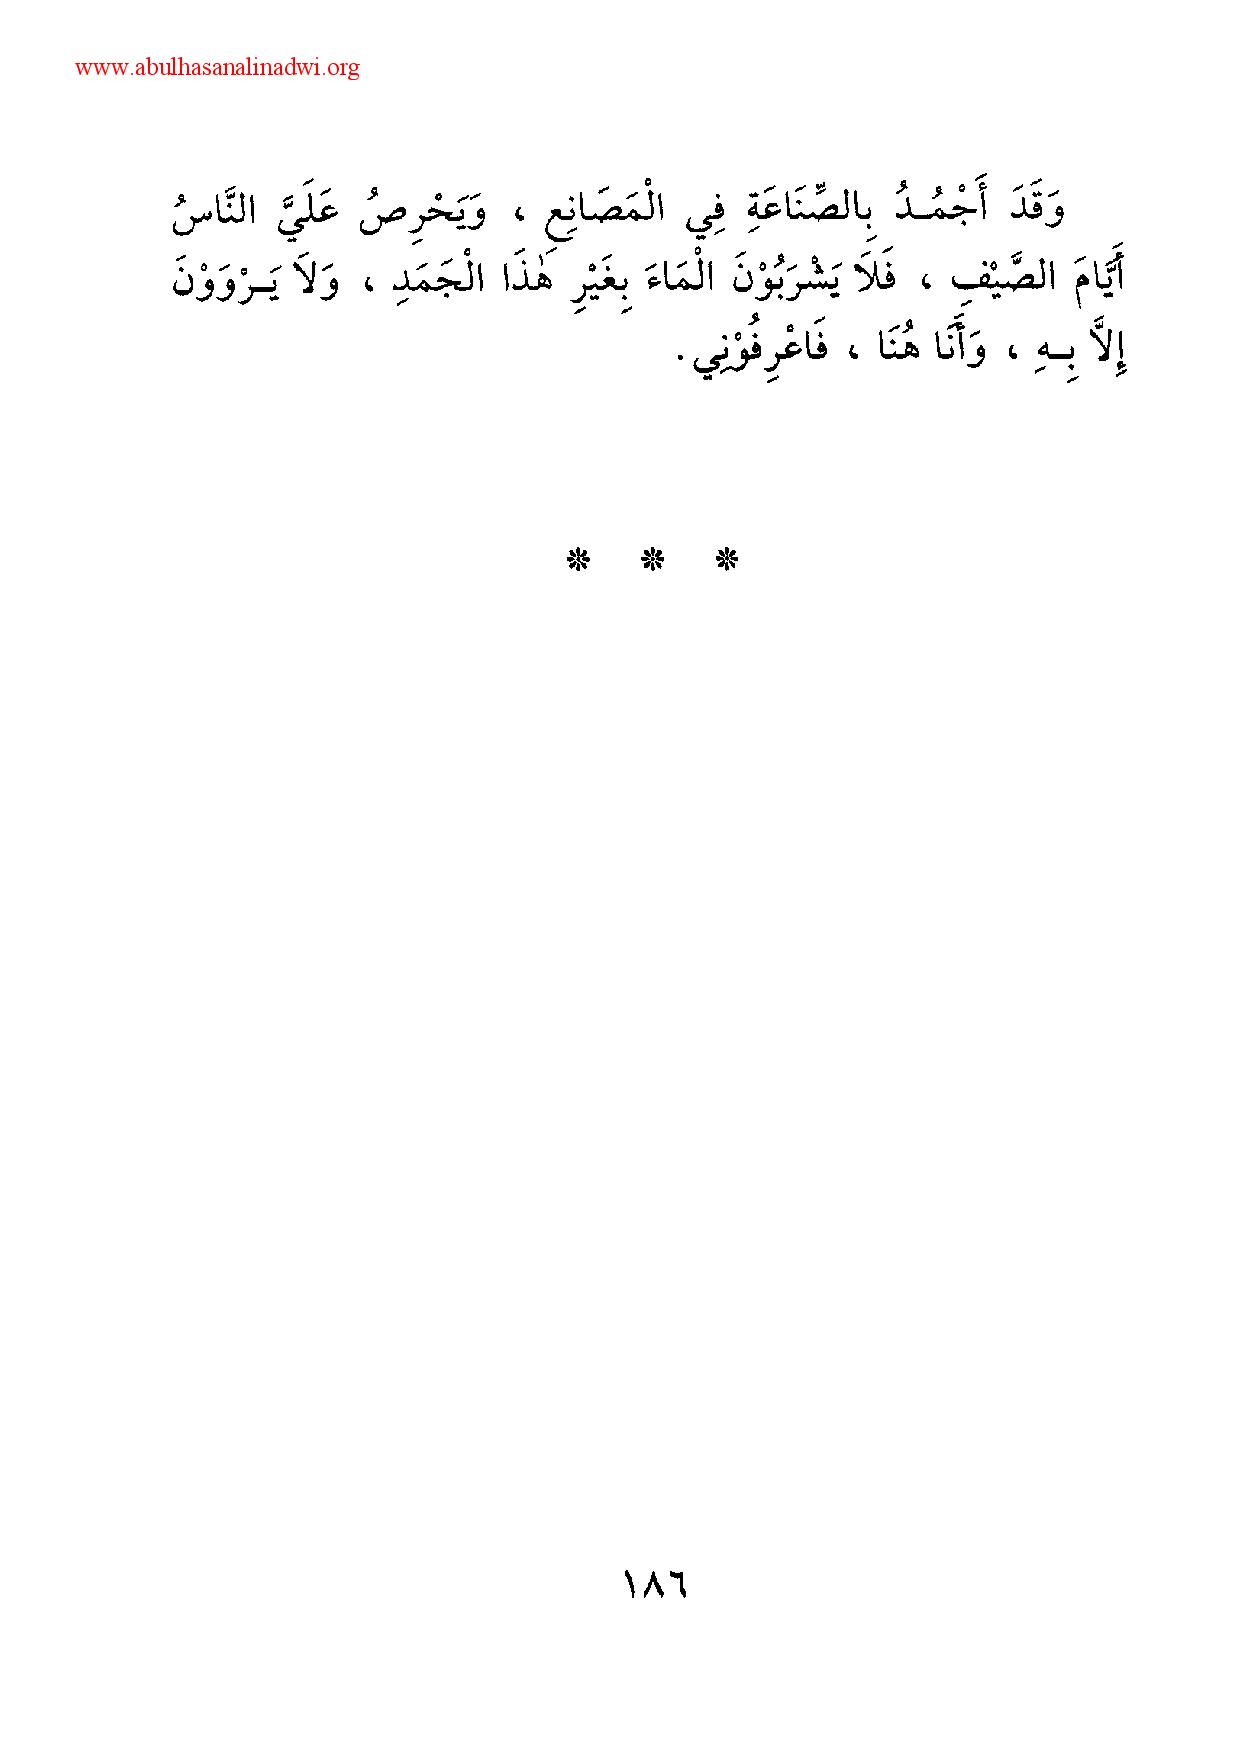 www.abulhasanalinadwi.org
وَقَدَ أَجْمُـدُ بِالصِّنَاعَةِ فِي الْمَصَانِعِ ، وَيَحْرِصُ عَلَيَّ النَّاسُ
أَيَّامَ الصَّيْفِ ، فَلَا يَشْرَبُوْنَ الْمَاءَ بِغَيْرِ هٰذَا الْجَمَدِ ، وَلَا يَـرْوَوْنَ
إِلَّا بِـهِ ، وَأَنَا هُنَا ، فَاعْرِفُوْنِي .
❊ ❊ ❊
١٨٦